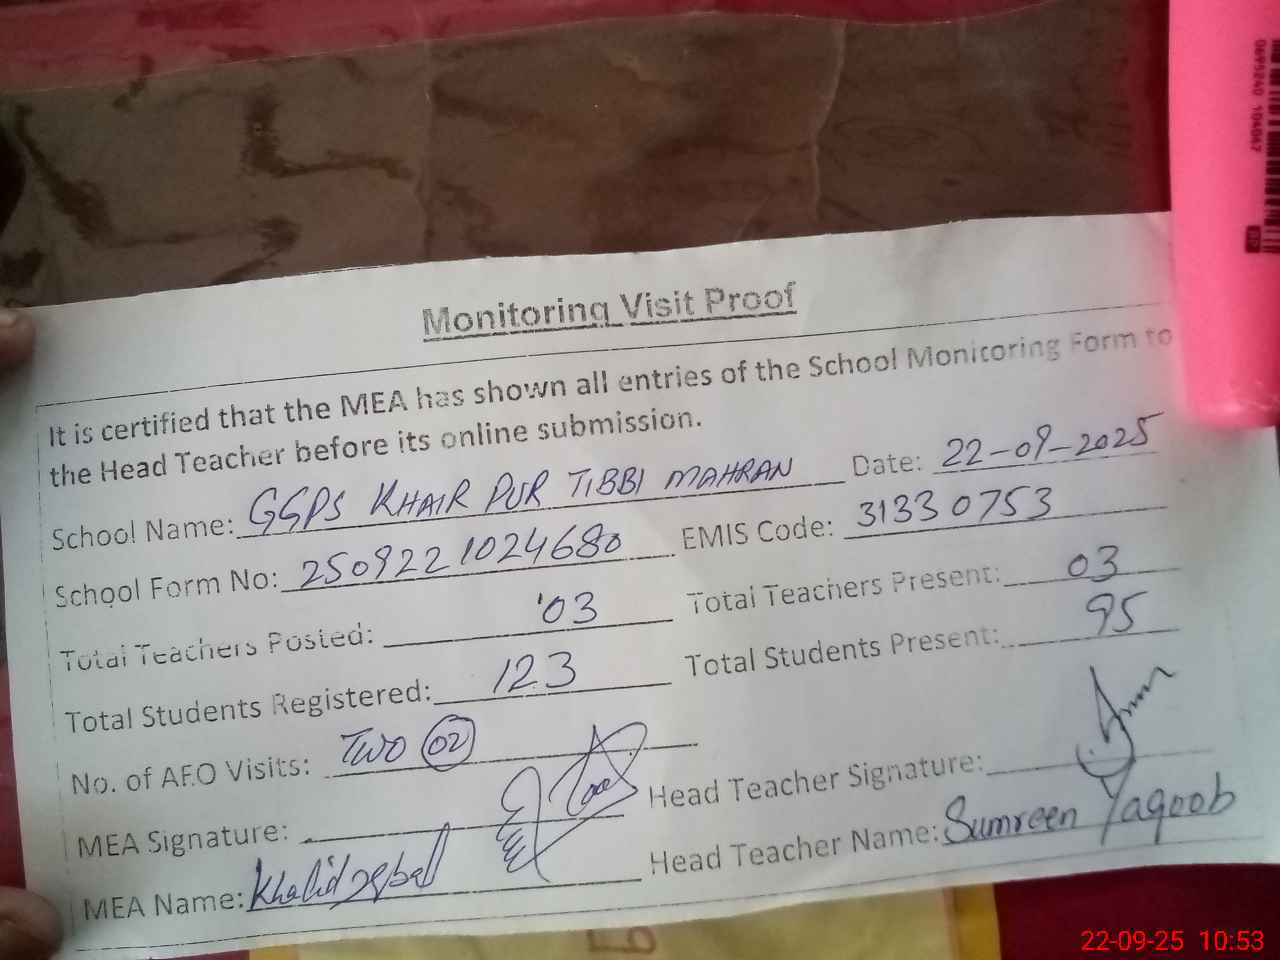 Monitoring Visit Proof
It is certified that the MEA has shown all entries of the School Monitoring Form to
the Head Teacher before its online submission.
School Name: GGPS KHAIR PUR TIBBI MAHRAN Date: 22-09-2025
School Form No: 2509221024680 EMIS Code: 31330753
Total Teachers Posted: 03 Total Teachers Present: 03
Total Students Registered: 123 Total Students Present: 95
No. of AEO Visits: TWO 02
MEA Signature: Head Teacher Signature:
MEA Name: Khalid Iqbal Head Teacher Name: Sumreen Yaqoob
0695240 104067
22-09-25 10:53